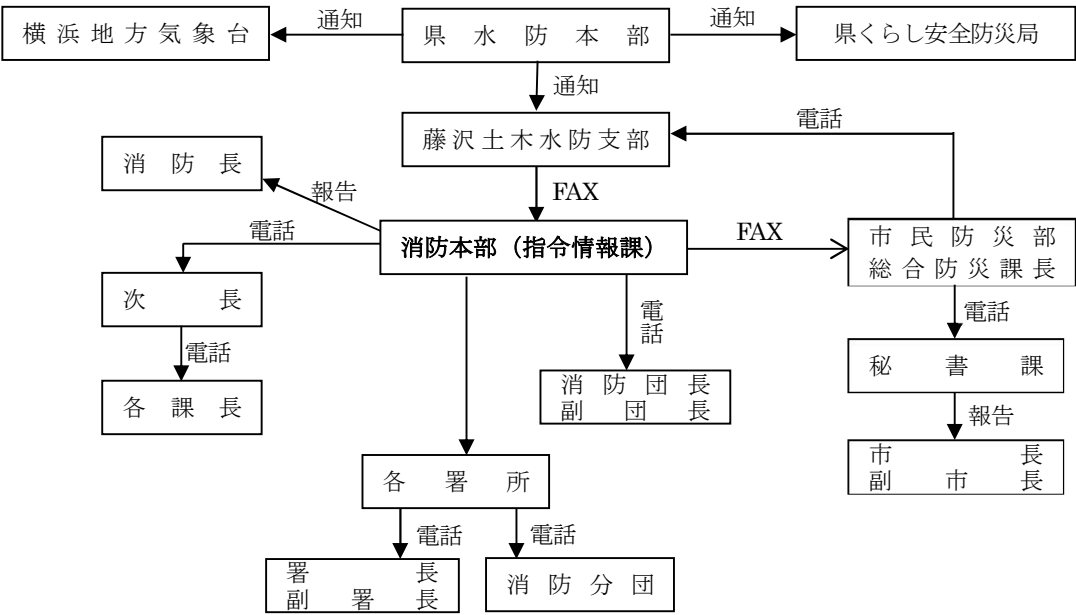 横浜地方気象台
通知
県水防本部
通知
県くらし安全防災局
通知
藤沢土木水防支部
電話
消防長
報告
FAX
電話
消防本部（指令情報課）
FAX
市民防災部
総合防災課長
次長
電話
電話
電話
秘書課
各課長
消防団長
副団長
報告
市長
副市長
各署所
電話
電話
署長
副署長
消防分団